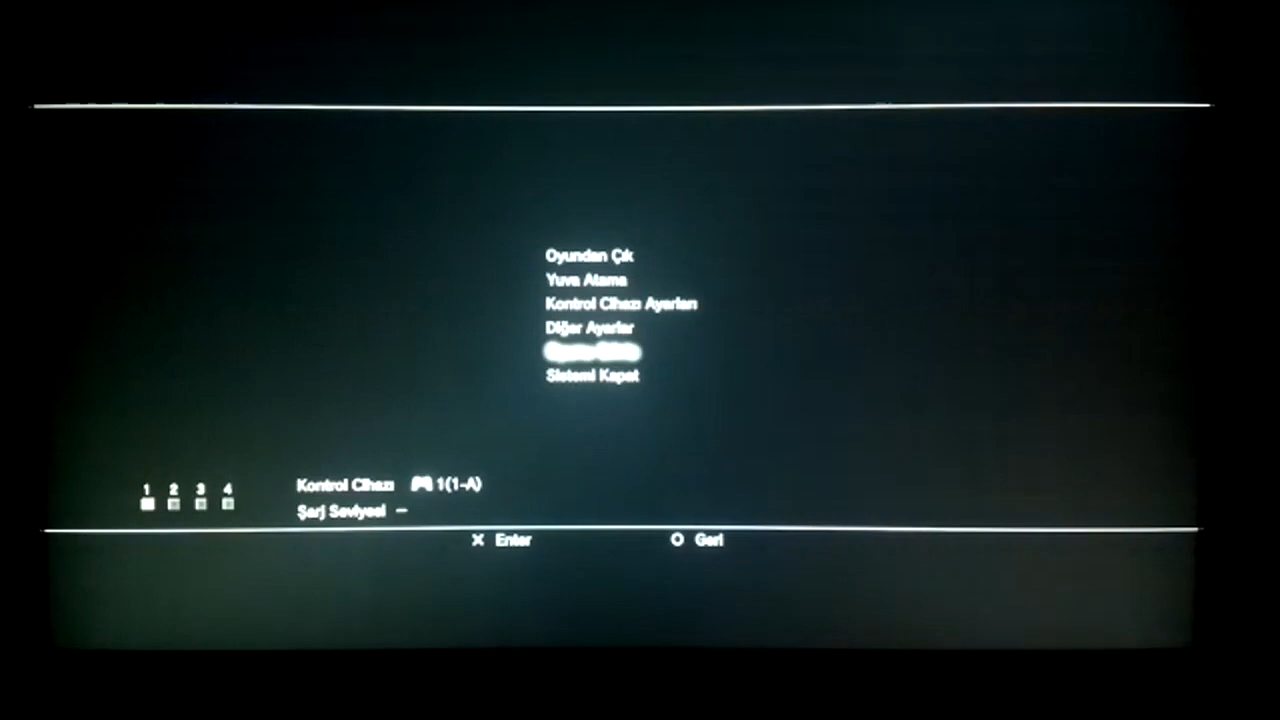 Oyundan Çık
Yuva Atama
Kontrol Cihazı Ayarları
Diğer Ayarlar
Sistemi Kapat
1 2 3 4
Kontrol Cihazı 1(1-A)
Şarj Seviyesi –
Enter
Geri